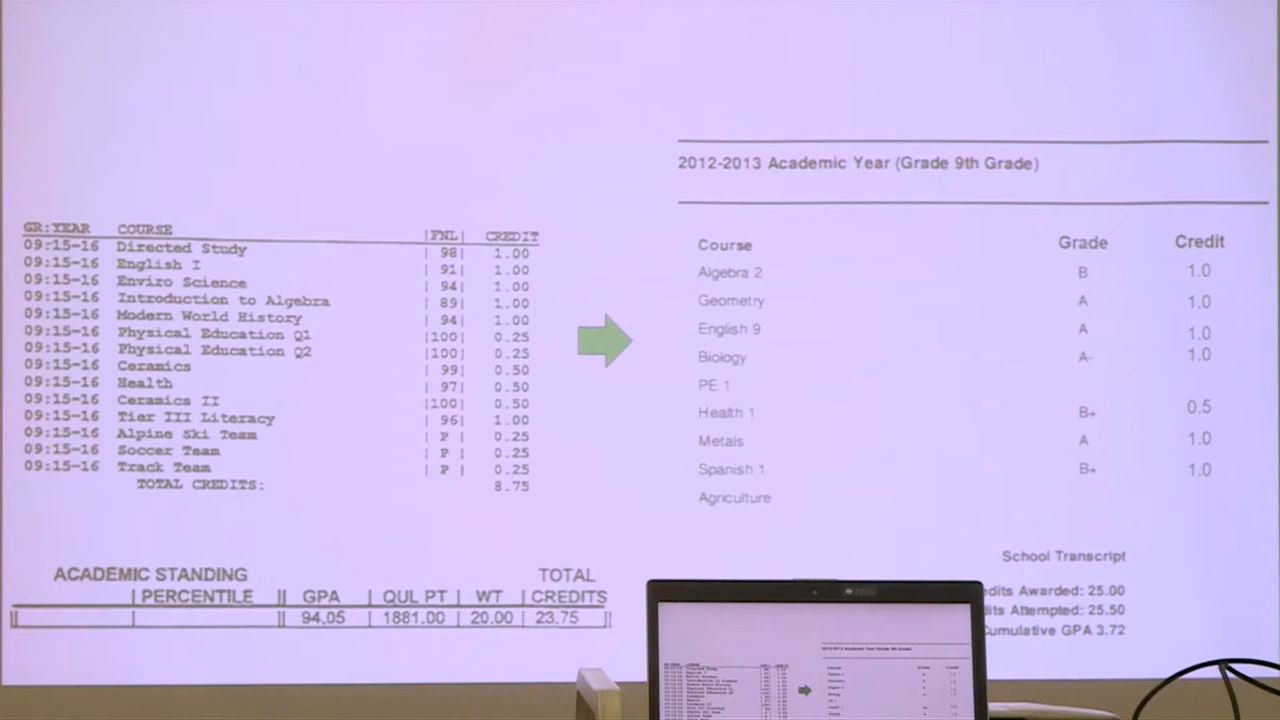 GR:YEAR COURSE |FNL| CREDIT
09:15-16 Directed Study | 98| 1.00
09:15-16 English I | 91| 1.00
09:15-16 Enviro Science | 94| 1.00
09:15-16 Introduction to Algebra | 89| 1.00
09:15-16 Modern World History | 94| 1.00
09:15-16 Physical Education Q1 |100| 0.25
09:15-16 Physical Education Q2 |100| 0.25
09:15-16 Ceramics | 99| 0.50
09:15-16 Health | 97| 0.50
09:15-16 Ceramics II |100| 0.50
09:15-16 Tier III Literacy | 96| 1.00
09:15-16 Alpine Ski Team | P | 0.25
09:15-16 Soccer Team | P | 0.25
09:15-16 Track Team | P | 0.25
TOTAL CREDITS: 8.75
ACADEMIC STANDING TOTAL
| PERCENTILE || GPA | QUL PT | WT | CREDITS
|| | || 94.05 | 1881.00 | 20.00 | 23.75 ||
2012-2013 Academic Year (Grade 9th Grade)
Course Grade Credit
Algebra 2 B 1.0
Geometry A 1.0
English 9 A 1.0
Biology A- 1.0
PE 1
Health 1 B+ 0.5
Metals A 1.0
Spanish 1 B+ 1.0
Agriculture
School Transcript
Awarded: 25.00
Attempted: 25.50
Cumulative GPA 3.72
2012-2013 Academic Year (Grade 9th Grade)